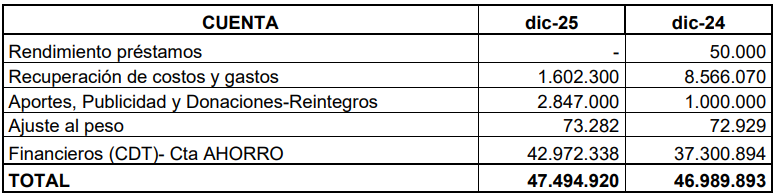 CUENTA dic-25 dic-24
Rendimiento préstamos - 50.000
Recuperación de costos y gastos 1.602.300 8.566.070
Aportes, Publicidad y Donaciones-Reintegros 2.847.000 1.000.000
Ajuste al peso 73.282 72.929
Financieros (CDT)- Cta AHORRO 42.972.338 37.300.894
TOTAL 47.494.920 46.989.893